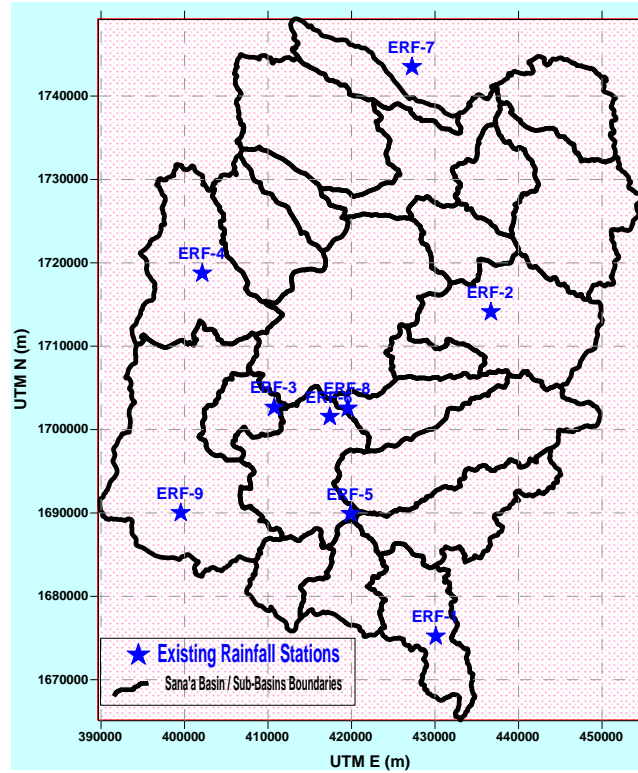 ERF-7
1740000
1730000
ERF-4
1720000
ERF-2
UTM N (m)
1710000
ERF-3
ERF-8
ERF-6
1700000
ERF-9
ERF-5
1690000
1680000
ERF-1
Existing Rainfall Stations
Sana'a Basin / Sub-Basins Boundaries
1670000
390000 400000 410000 420000 430000 440000 450000
UTM E (m)